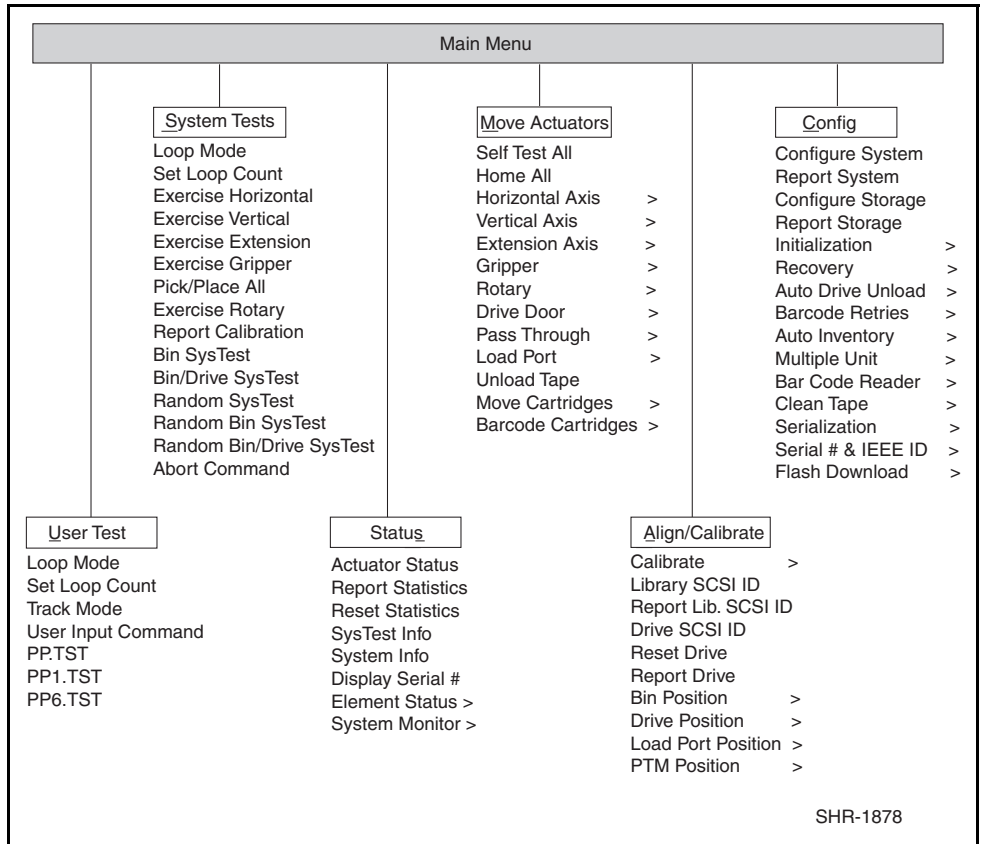 Main Menu
System Tests
Loop Mode
Set Loop Count
Exercise Horizontal
Exercise Vertical
Exercise Extension
Exercise Gripper
Pick/Place All
Exercise Rotary
Report Calibration
Bin SysTest
Bin/Drive SysTest
Random SysTest
Random Bin SysTest
Random Bin/Drive SysTest
Abort Command
Move Actuators
Self Test All
Home All
Horizontal Axis >
Vertical Axis >
Extension Axis >
Gripper >
Rotary >
Drive Door >
Pass Through >
Load Port >
Unload Tape
Move Cartridges >
Barcode Cartridges >
Config
Configure System
Report System
Configure Storage
Report Storage
Initialization >
Recovery >
Auto Drive Unload >
Barcode Retries >
Auto Inventory >
Multiple Unit >
Bar Code Reader >
Clean Tape >
Serialization >
Serial # & IEEE ID >
Flash Download >
User Test
Loop Mode
Set Loop Count
Track Mode
User Input Command
PP.TST
PP1.TST
PP6.TST
Status
Actuator Status
Report Statistics
Reset Statistics
SysTest Info
System Info
Display Serial #
Element Status >
System Monitor >
Align/Calibrate
Calibrate >
Library SCSI ID
Report Lib. SCSI ID
Drive SCSI ID
Reset Drive
Report Drive
Bin Position >
Drive Position >
Load Port Position >
PTM Position >
SHR-1878